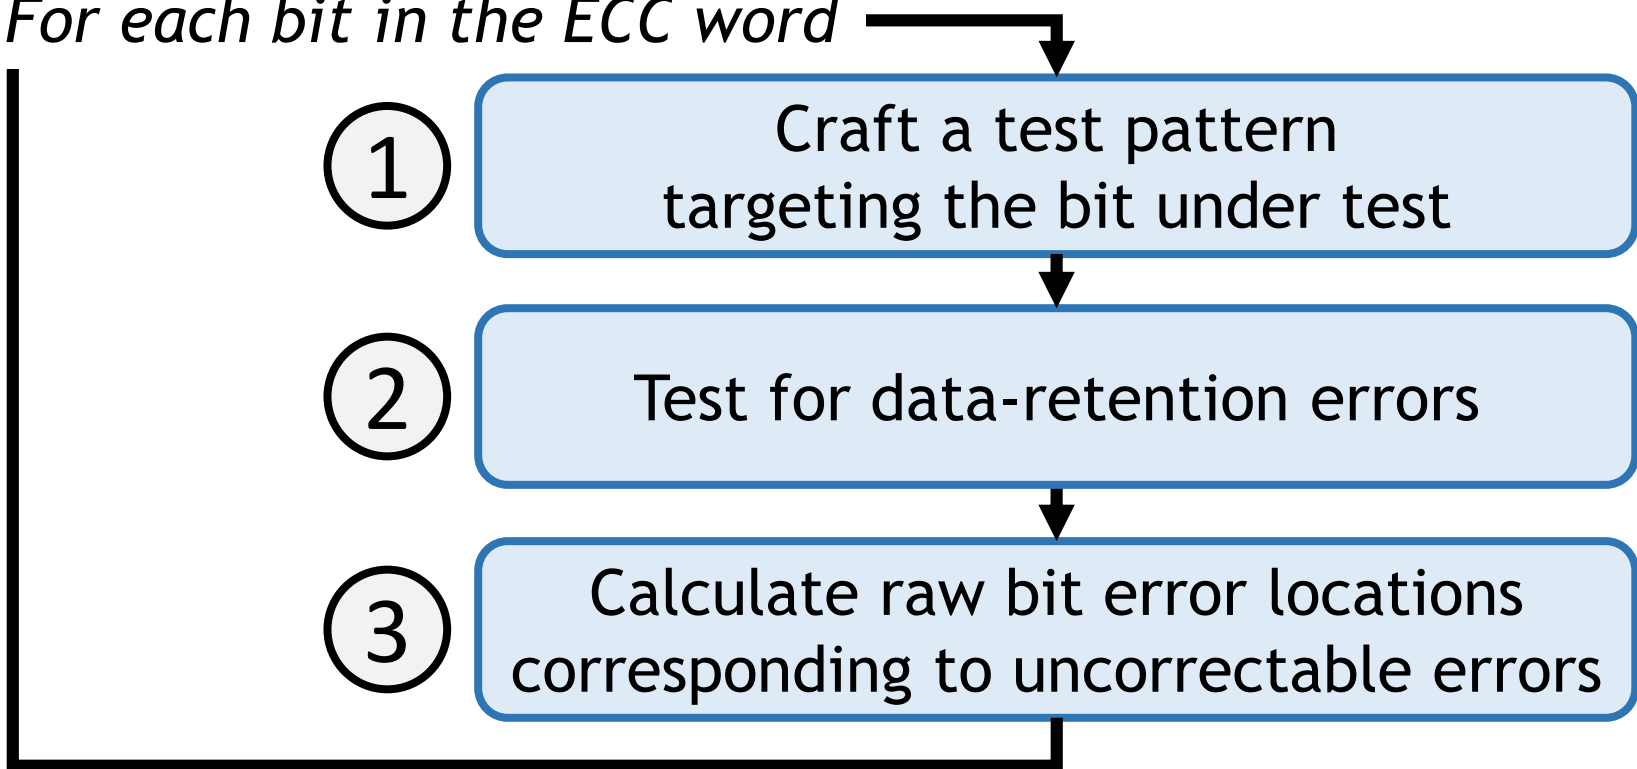 For each bit in the ECC word
1
Craft a test pattern
targeting the bit under test
2
Test for data-retention errors
3
Calculate raw bit error locations
corresponding to uncorrectable errors